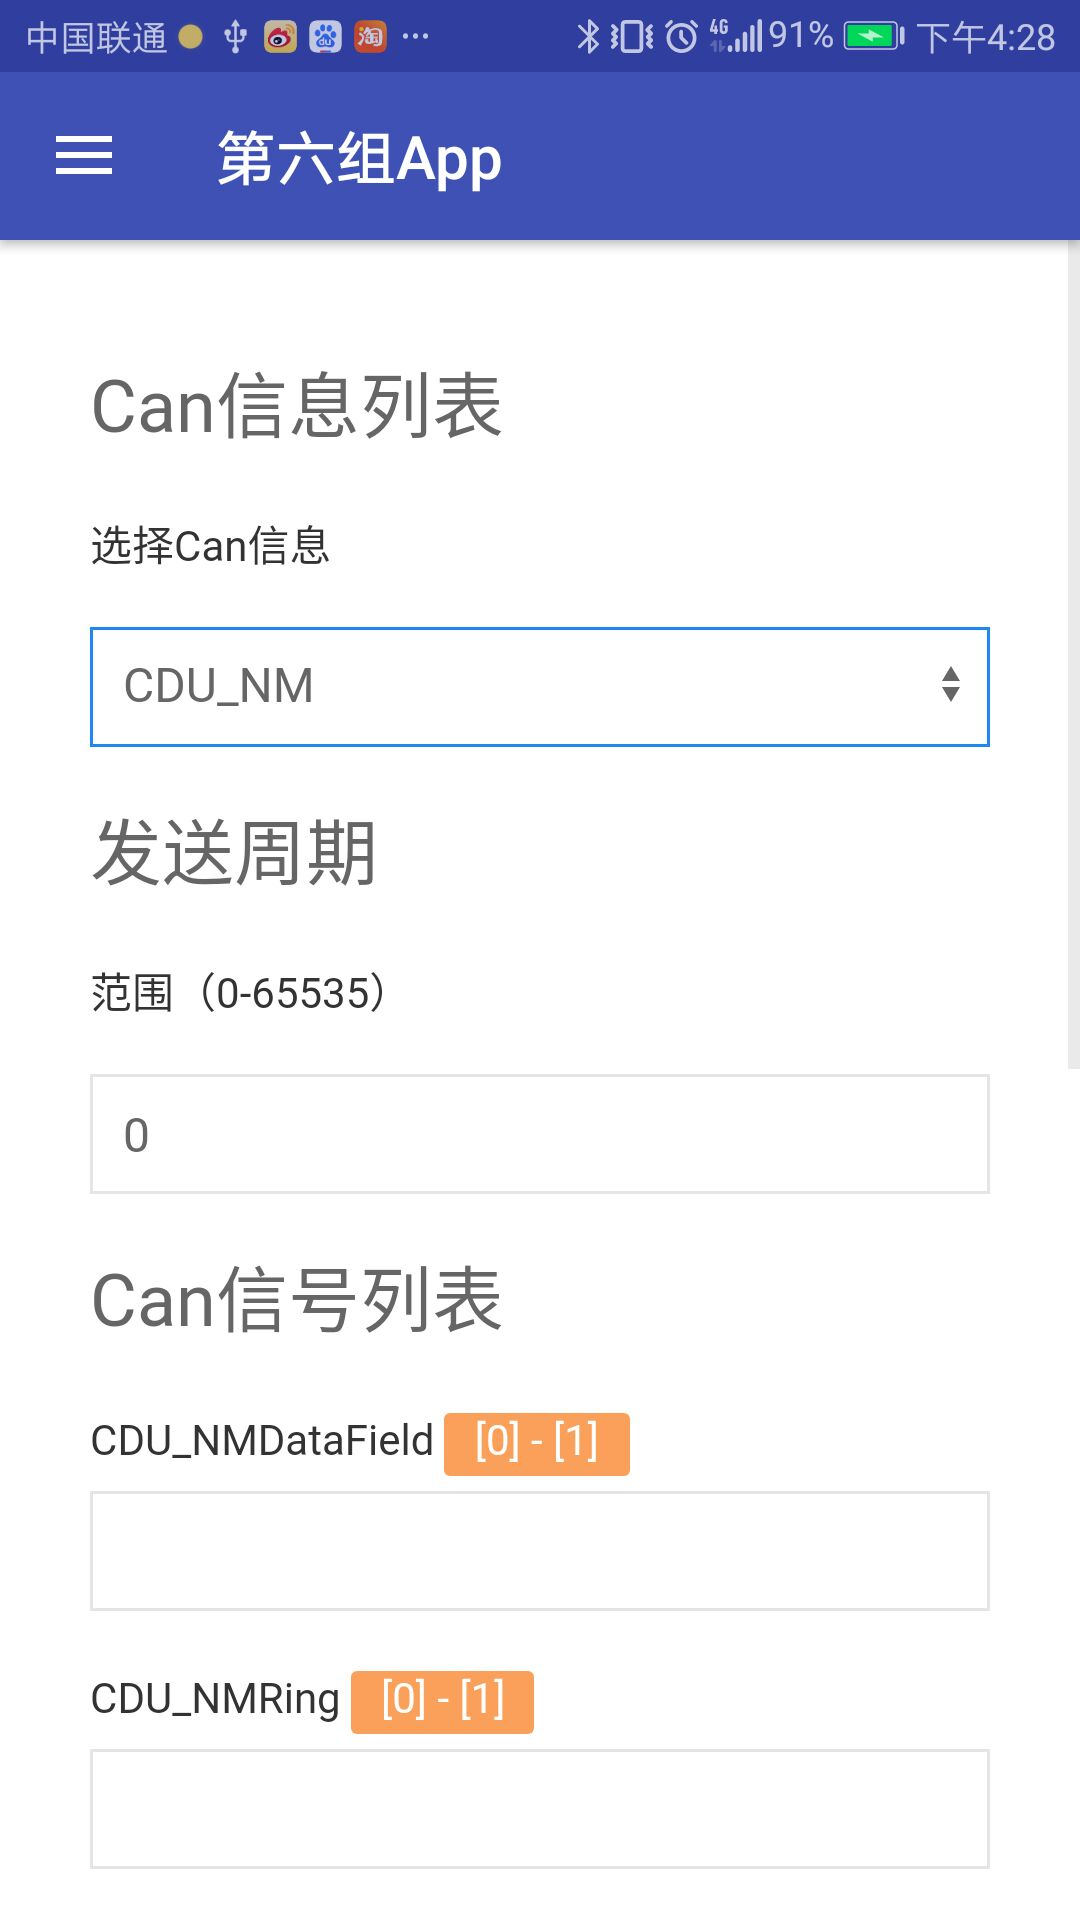 中国联通 ... 4G 91% 下午4:28
第六组App
Can信息列表
选择Can信息
CDU_NM
发送周期
范围（0-65535）
0
Can信号列表
CDU_NMDataField [0] - [1]
CDU_NMRing [0] - [1]